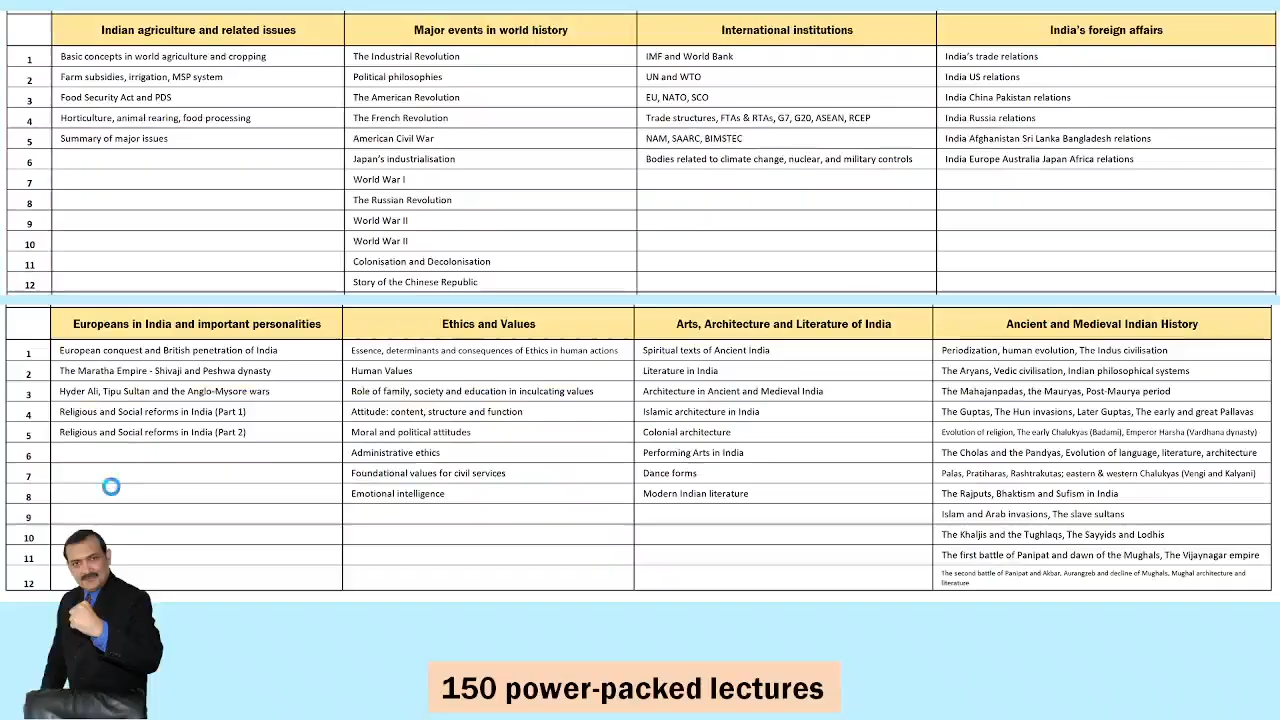 Indian agriculture and related issues Major events in world history International institutions India's foreign affairs
1 Basic concepts in world agriculture and cropping The Industrial Revolution IMF and World Bank India's trade relations
2 Farm subsidies, irrigation, MSP system Political philosophies UN and WTO India US relations
3 Food Security Act and PDS The American Revolution EU, NATO, SCO India China Pakistan relations
4 Horticulture, animal rearing, food processing The French Revolution Trade structures, FTAs & RTAs, G7, G20, ASEAN, RCEP India Russia relations
5 Summary of major issues American Civil War NAM, SAARC, BIMSTEC India Afghanistan Sri Lanka Bangladesh relations
6 Japan's industrialisation Bodies related to climate change, nuclear, and military controls India Europe Australia Japan Africa relations
7 World War I
8 The Russian Revolution
9 World War II
10 World War II
11 Colonisation and Decolonisation
12 Story of the Chinese Republic
Europeans in India and important personalities Ethics and Values Arts, Architecture and Literature of India Ancient and Medieval Indian History
1 European conquest and British penetration of India Essence, determinants and consequences of Ethics in human actions Spiritual texts of Ancient India Periodization, human evolution, The Indus civilisation
2 The Maratha Empire - Shivaji and Peshwa dynasty Human Values Literature in India The Aryans, Vedic civilisation, Indian philosophical systems
3 Hyder Ali, Tipu Sultan and the Anglo-Mysore wars Role of family, society and education in inculcating values Architecture in Ancient and Medieval India The Mahajanpadas, the Mauryas, Post-Maurya period
4 Religious and Social reforms in India (Part 1) Attitude: content, structure and function Islamic architecture in India The Guptas, The Hun invasions, Later Guptas, The early and great Pallavas
5 Religious and Social reforms in India (Part 2) Moral and political attitudes Colonial architecture Evolution of religion, The early Chalukyas (Badami), Emperor Harsha (Vardhana dynasty)
6 Administrative ethics Performing Arts in India The Cholas and the Pandyas, Evolution of language, literature, architecture
7 Foundational values for civil services Dance forms Palas, Pratiharas, Rashtrakutas; eastern & western Chalukyas (Vengi and Kalyani)
8 Emotional intelligence Modern Indian literature The Rajputs, Bhaktism and Sufism in India
9 Islam and Arab invasions, The slave sultans
10 The Khaljis and the Tughlaqs, The Sayyids and Lodhis
11 The first battle of Panipat and dawn of the Mughals, The Vijaynagar empire
12 The second battle of Panipat and Akbar, Aurangzeb and decline of Mughals, Mughal architecture and
literature
150 power-packed lectures